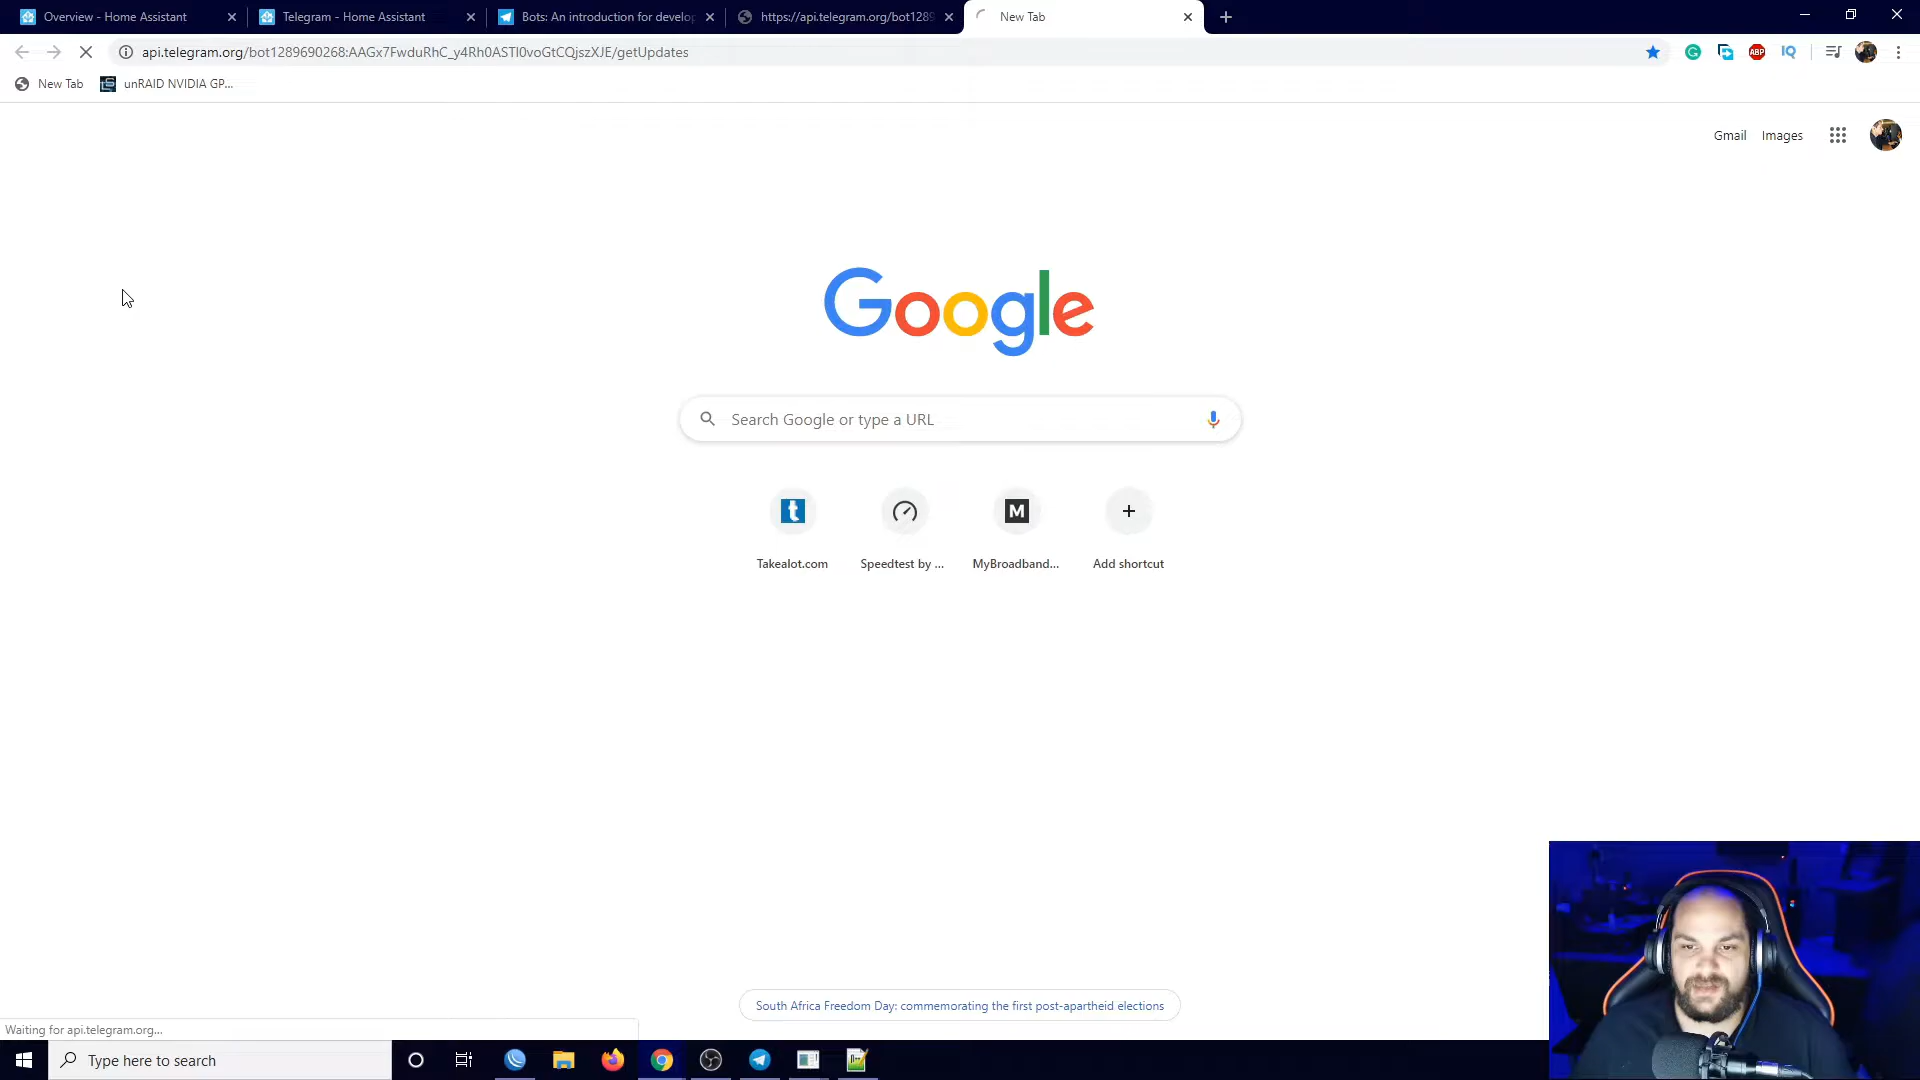 Overview - Home Assistant
Telegram - Home Assistant
Bots: An introduction for develop
https://api.telegram.org/bot1289
New Tab
api.telegram.org/bot1289690268:AAGx7FwduRhC_y4Rh0ASTl0voGtCQjszXJE/getUpdates
ABP
IQ
New Tab
unRAID NVIDIA GP...
Gmail
Images
Google
Search Google or type a URL
t
M
Takealot.com
Speedtest by ...
MyBroadband...
Add shortcut
South Africa Freedom Day: commemorating the first post-apartheid elections
Waiting for api.telegram.org...
Type here to search